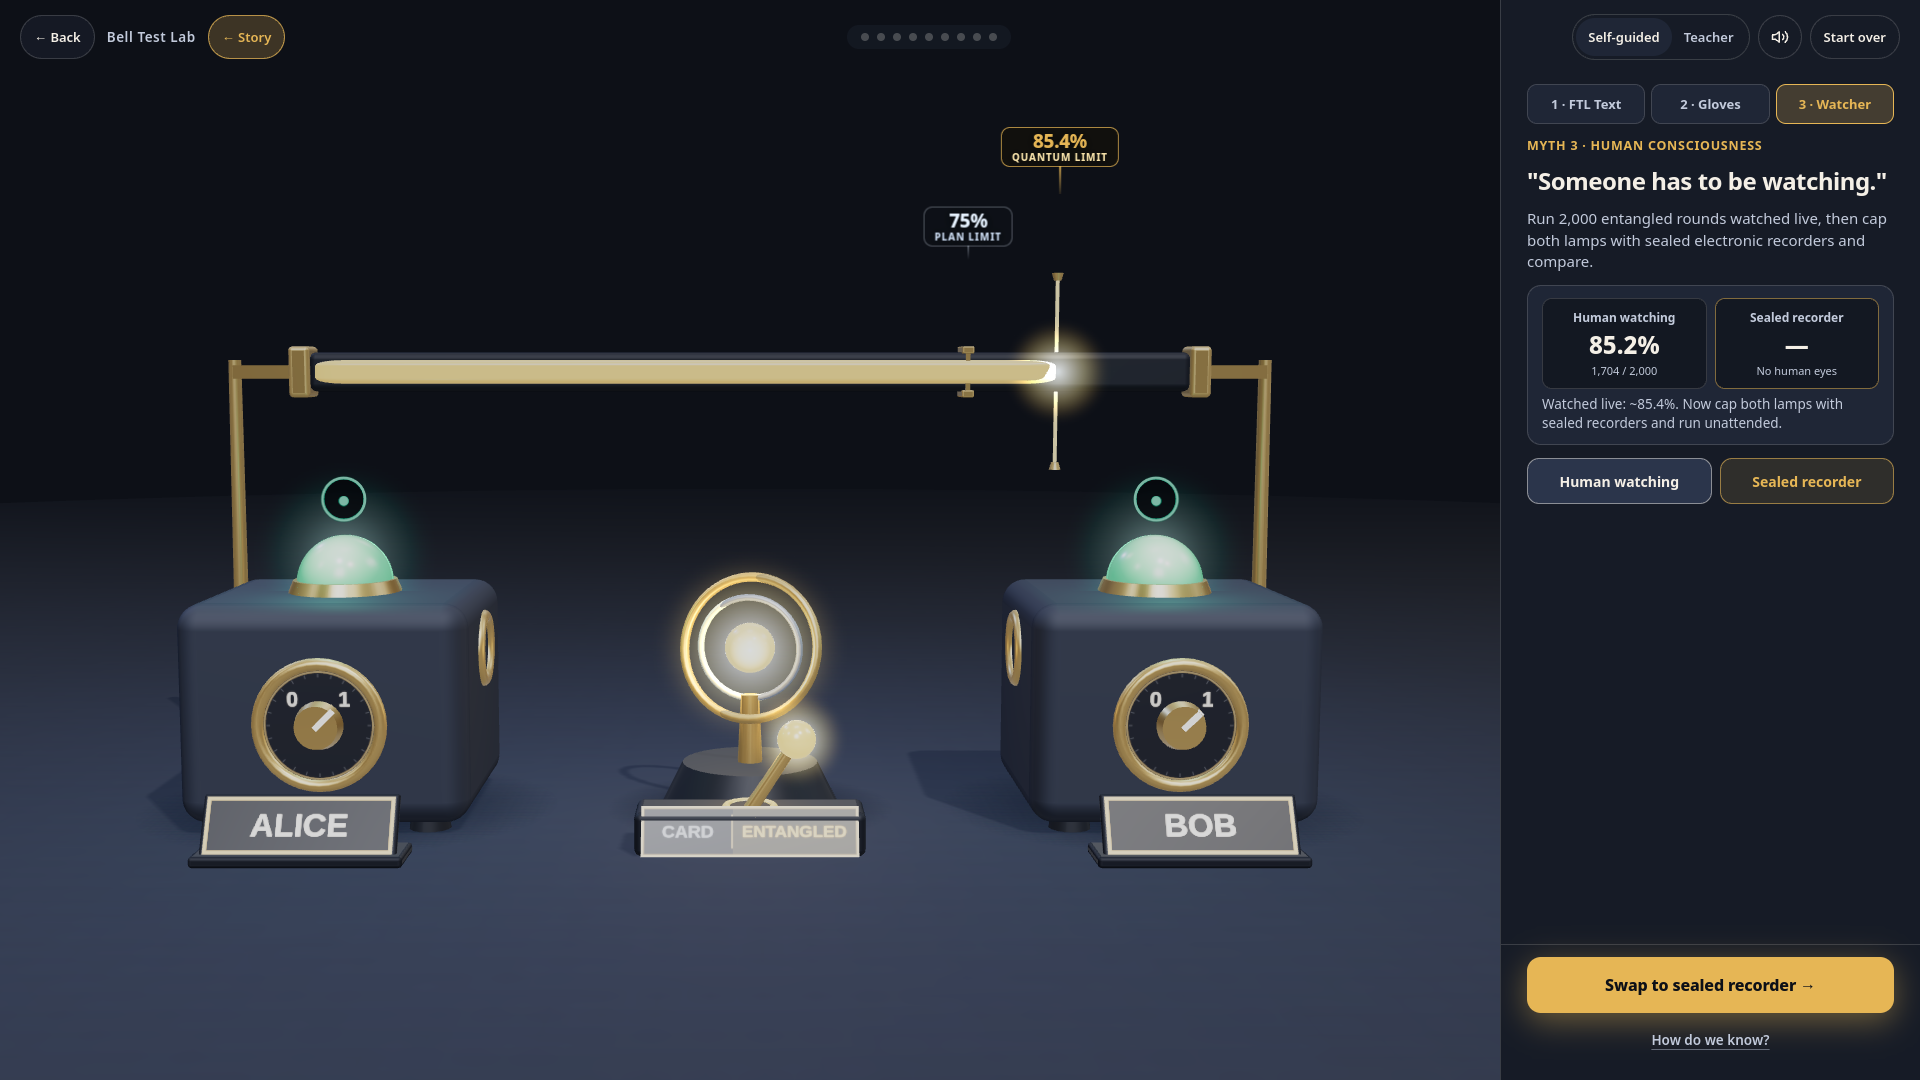 ← Back
Bell Test Lab
← Story
Self-guided
Teacher
Start over
1 · FTL Text
2 · Gloves
3 · Watcher
MYTH 3 · HUMAN CONSCIOUSNESS
"Someone has to be watching."
Run 2,000 entangled rounds watched live, then cap
both lamps with sealed electronic recorders and
compare.
Human watching
85.2%
1,704 / 2,000
Sealed recorder
—
No human eyes
Watched live: ~85.4%. Now cap both lamps with
sealed recorders and run unattended.
Human watching
Sealed recorder
Swap to sealed recorder →
How do we know?
85.4%
QUANTUM LIMIT
75%
PLAN LIMIT
0 1
ALICE
CARD
ENTANGLED
0 1
BOB